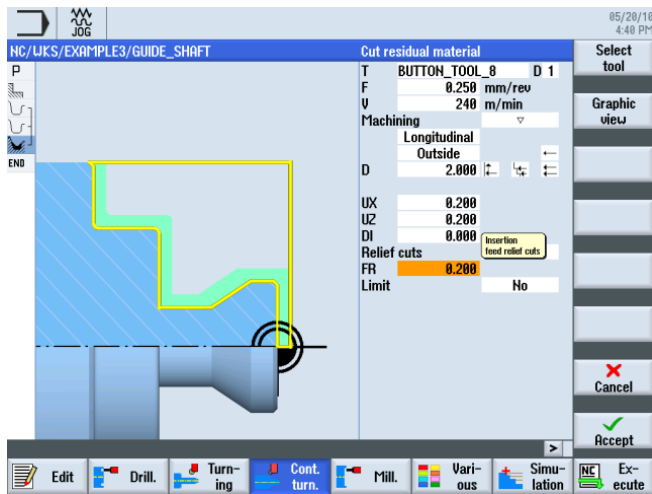 JOG
05/20/10
4:40 PM
NC/WKS/EXAMPLE3/GUIDE_SHAFT
Cut residual material
Select
tool
P
T BUTTON_TOOL_8 D 1
F 0.250 mm/rev
V 240 m/min
Machining ▽
Longitudinal
Outside ←
D 2.000
Graphic
view
END
UX 0.200
UZ 0.200
DI 0.000
Insertion
feed relief cuts
Relief cuts
FR 0.200
Limit No
Cancel
Accept
>
Edit
Drill.
Turn-
ing
Cont.
turn.
Mill.
Vari-
ous
Simu-
lation
NC
Ex-
ecute